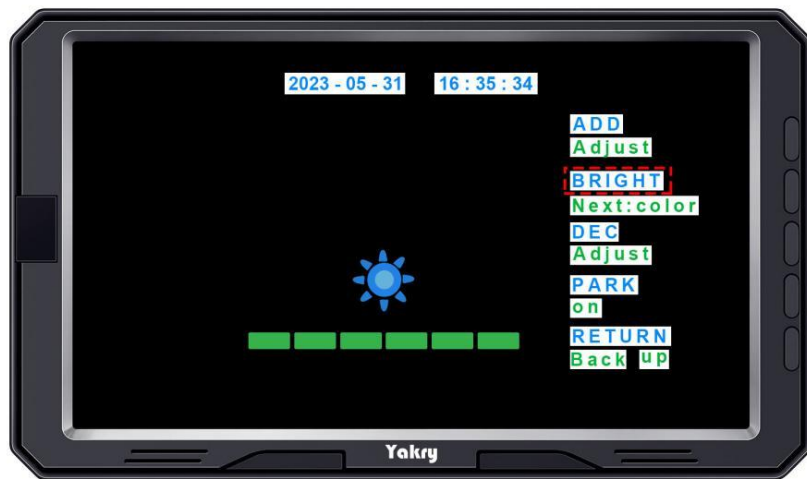 2023 - 05 - 31 16 : 35 : 34
ADD
Adjust
BRIGHT
Next:color
DEC
Adjust
PARK
on
RETURN
Back up
Yakry